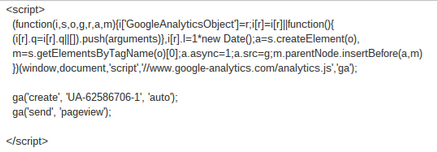 <script>
(function(i,s,o,g,r,a,m){i['GoogleAnalyticsObject']=r;i[r]=i[r]||function(){
(i[r].q=i[r].q||[]).push(arguments)},i[r].l=1*new Date();a=s.createElement(o),
m=s.getElementsByTagName(o)[0];a.async=1;a.src=g;m.parentNode.insertBefore(a,m)
})(window,document,'script','//www.google-analytics.com/analytics.js','ga');
ga('create', 'UA-62586706-1', 'auto');
ga('send', 'pageview');
</script>